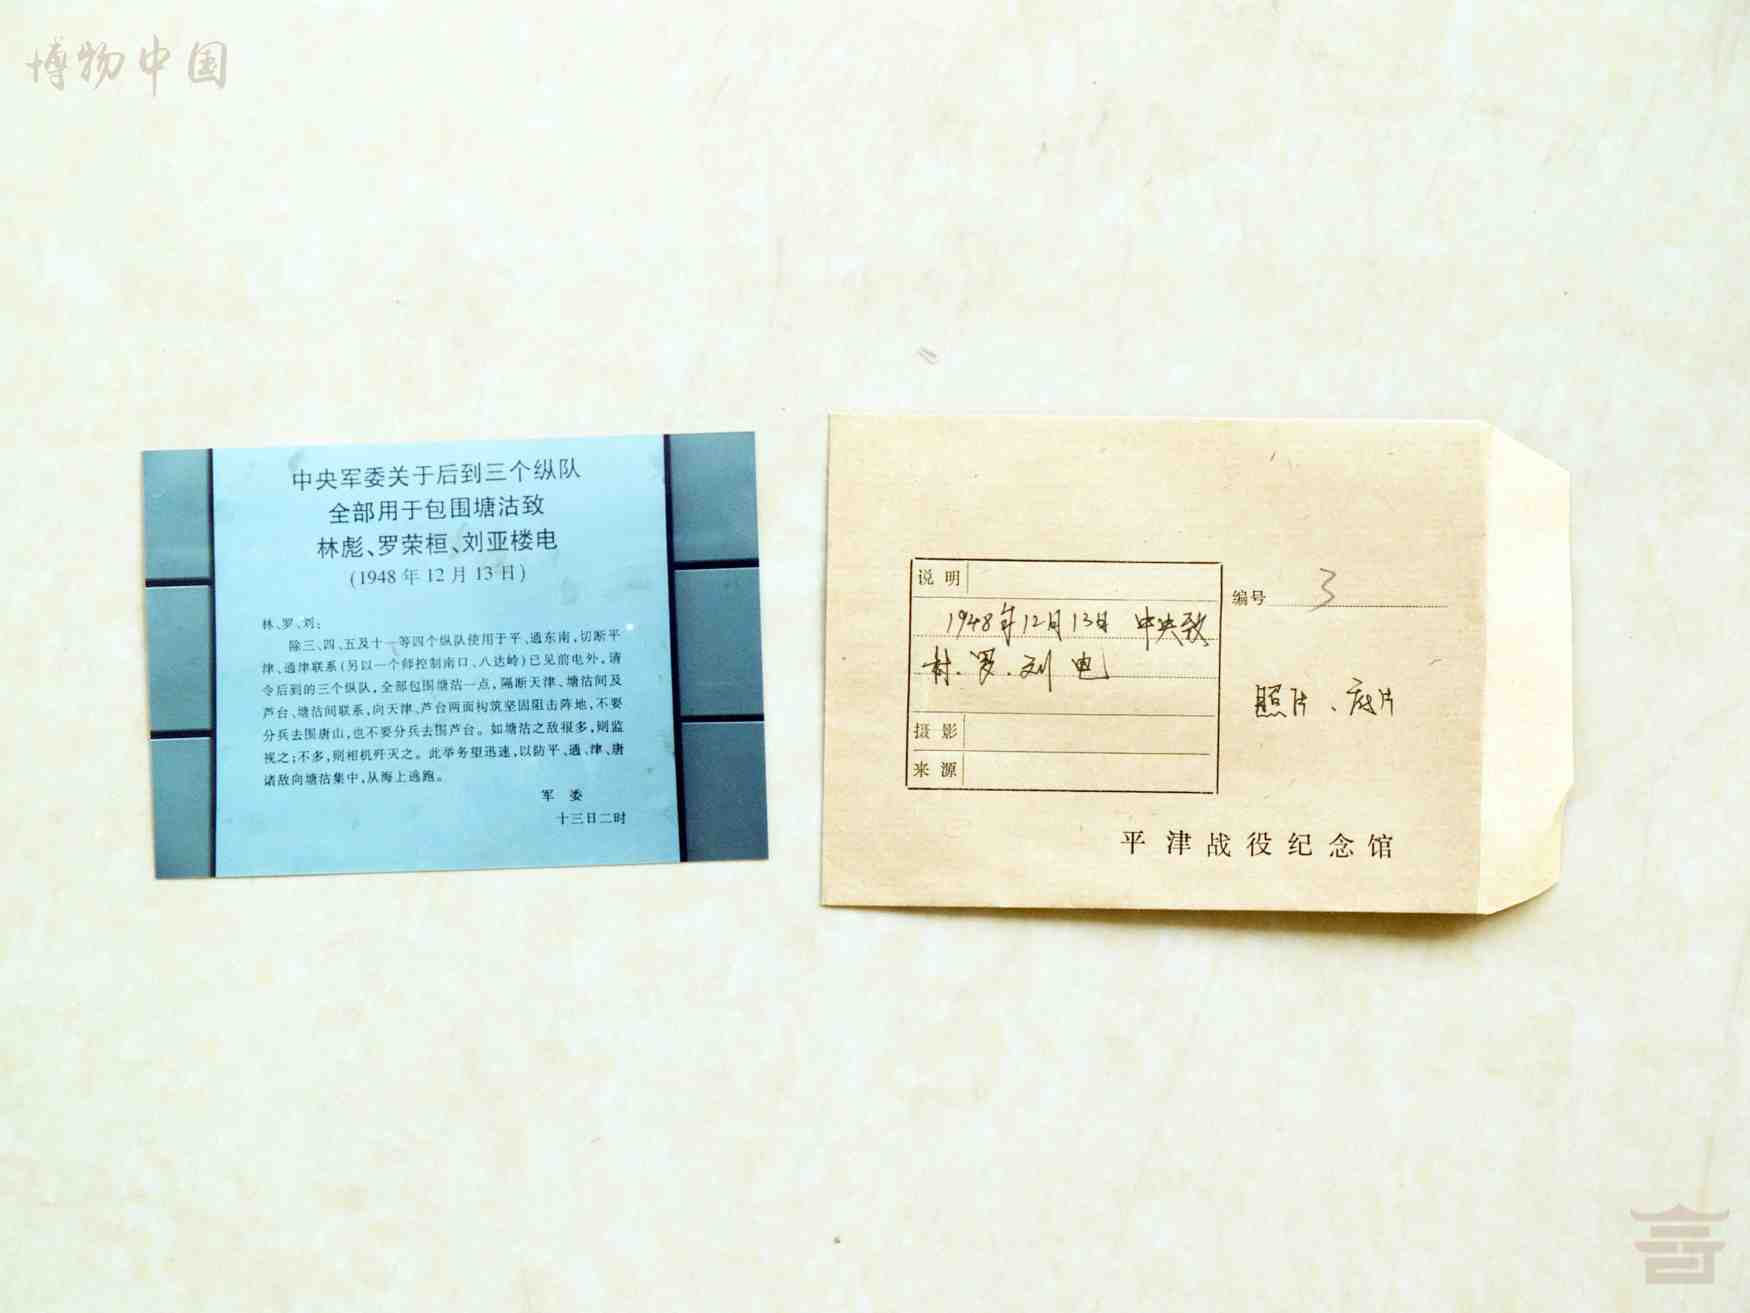 博物中国
中央军委关于后到三个纵队
全部用于包围塘沽致
林彪、罗荣桓、刘亚楼电
(1948年12月13日)
林、罗、刘:
除三、四、五及十一等四个纵队使用于平、通东南,切断平
津、通津联系(另以一个师控制南口、八达岭)已见前电外,请
令后到的三个纵队,全部包围塘沽一点,隔断天津、塘沽间及
芦台、塘沽间联系,向天津、芦台两面构筑坚固阻击阵地,不要
分兵去围唐山,也不要分兵去围芦台。如塘沽之敌很多,则监
视之;不多,则相机歼灭之。此举务望迅速,以防平、通、津、唐
诸敌向塘沽集中,从海上逃跑。
军 委
十三日二时
说 明
1948年12月13日 中央致
林、罗、刘 电
摄 影
来 源
编号 3
照片、底片
平津战役纪念馆